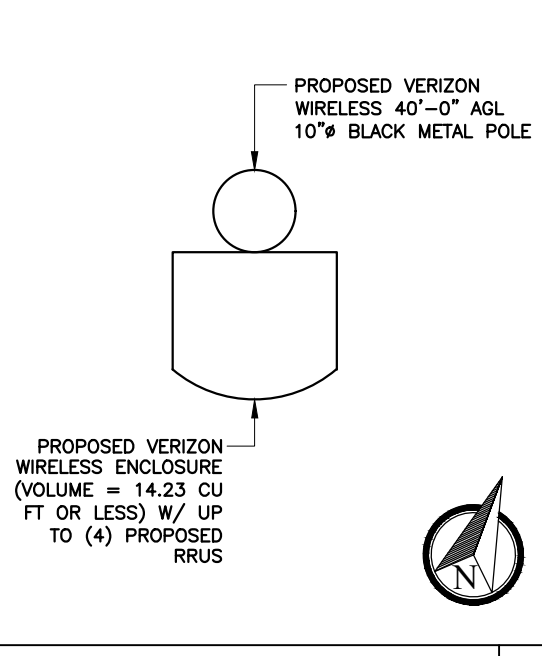 PROPOSED VERIZON
WIRELESS 40'-0" AGL
10"ø BLACK METAL POLE
PROPOSED VERIZON
WIRELESS ENCLOSURE
(VOLUME = 14.23 CU
FT OR LESS) W/ UP
TO (4) PROPOSED
RRUS
N